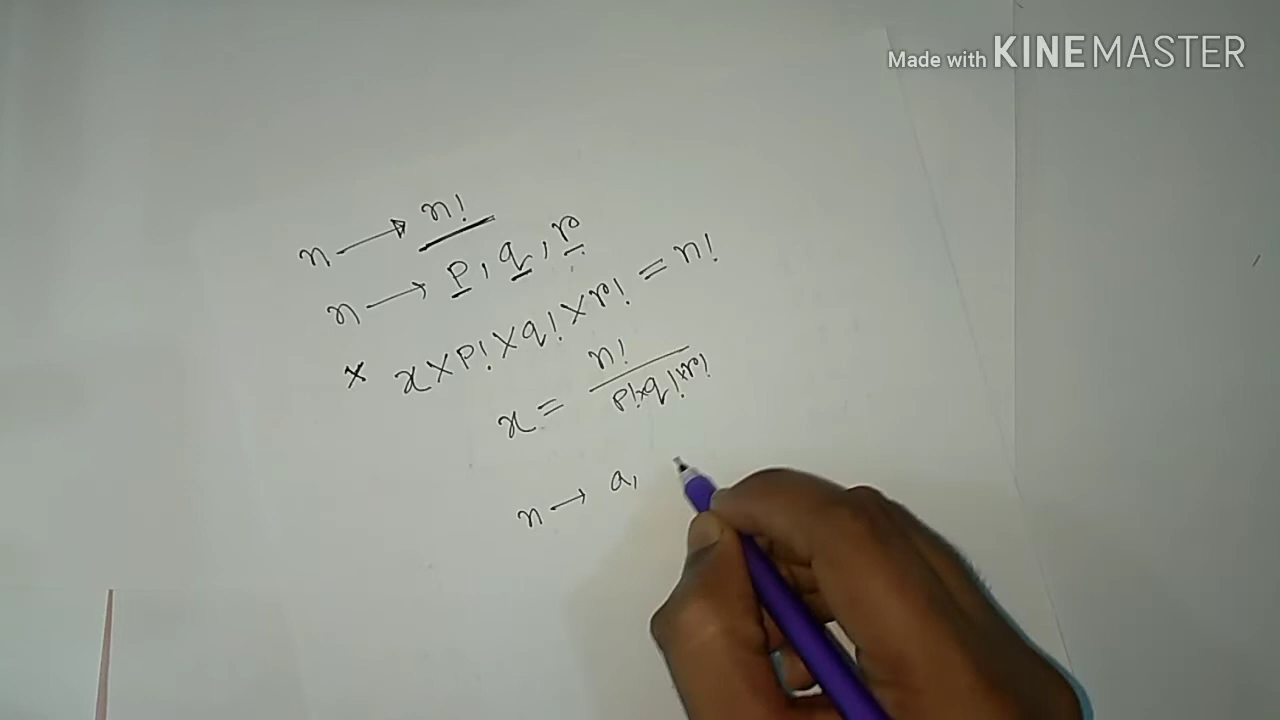 Made with KINEMASTER
n → n!
n → p, q, r
x x × p! × q! × r! = n!
x = n! / p! × q! × r!
n → a,